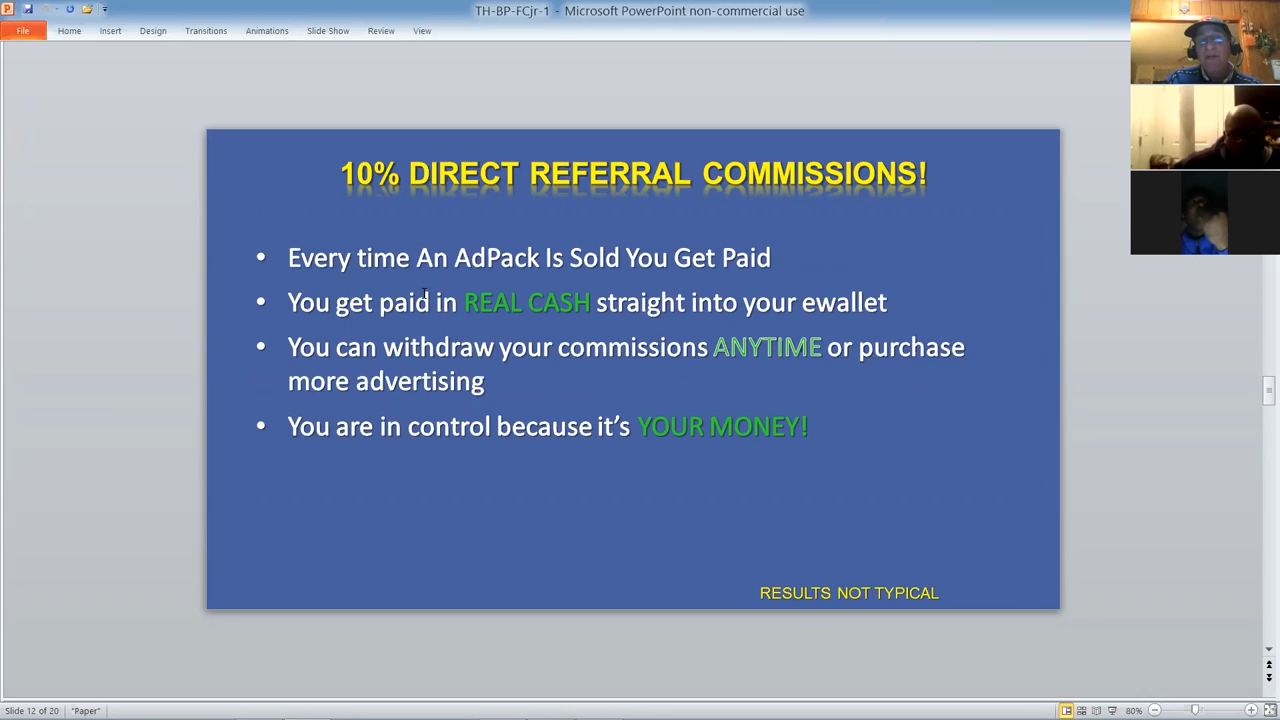 TH-BP-FCjr-1 - Microsoft PowerPoint non-commercial use
File Home Insert Design Transitions Animations Slide Show Review View
10% DIRECT REFERRAL COMMISSIONS!
• Every time An AdPack Is Sold You Get Paid
• You get paid in REAL CASH straight into your ewallet
• You can withdraw your commissions ANYTIME or purchase
more advertising
• You are in control because it’s YOUR MONEY!
RESULTS NOT TYPICAL
Slide 12 of 20 "Paper" 80%